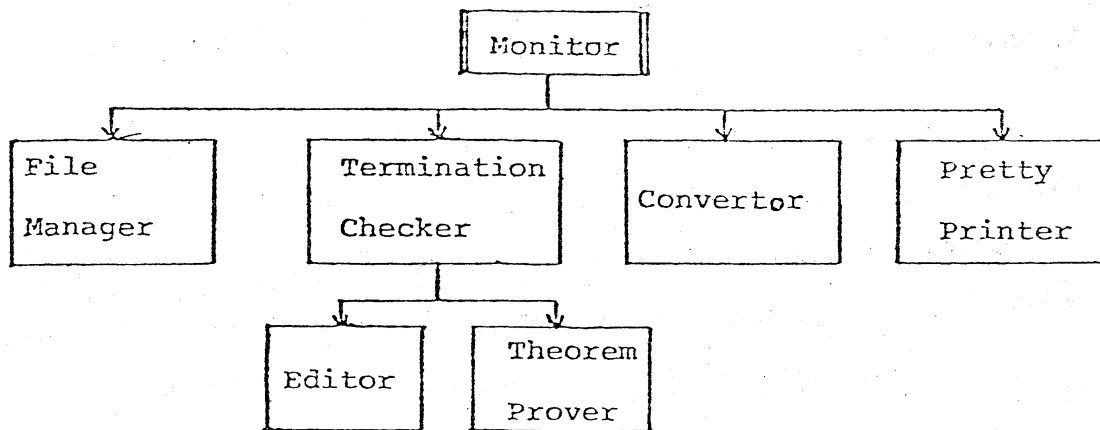 Monitor
File
Manager
Termination
Checker
Convertor
Pretty
Printer
Editor
Theorem
Prover